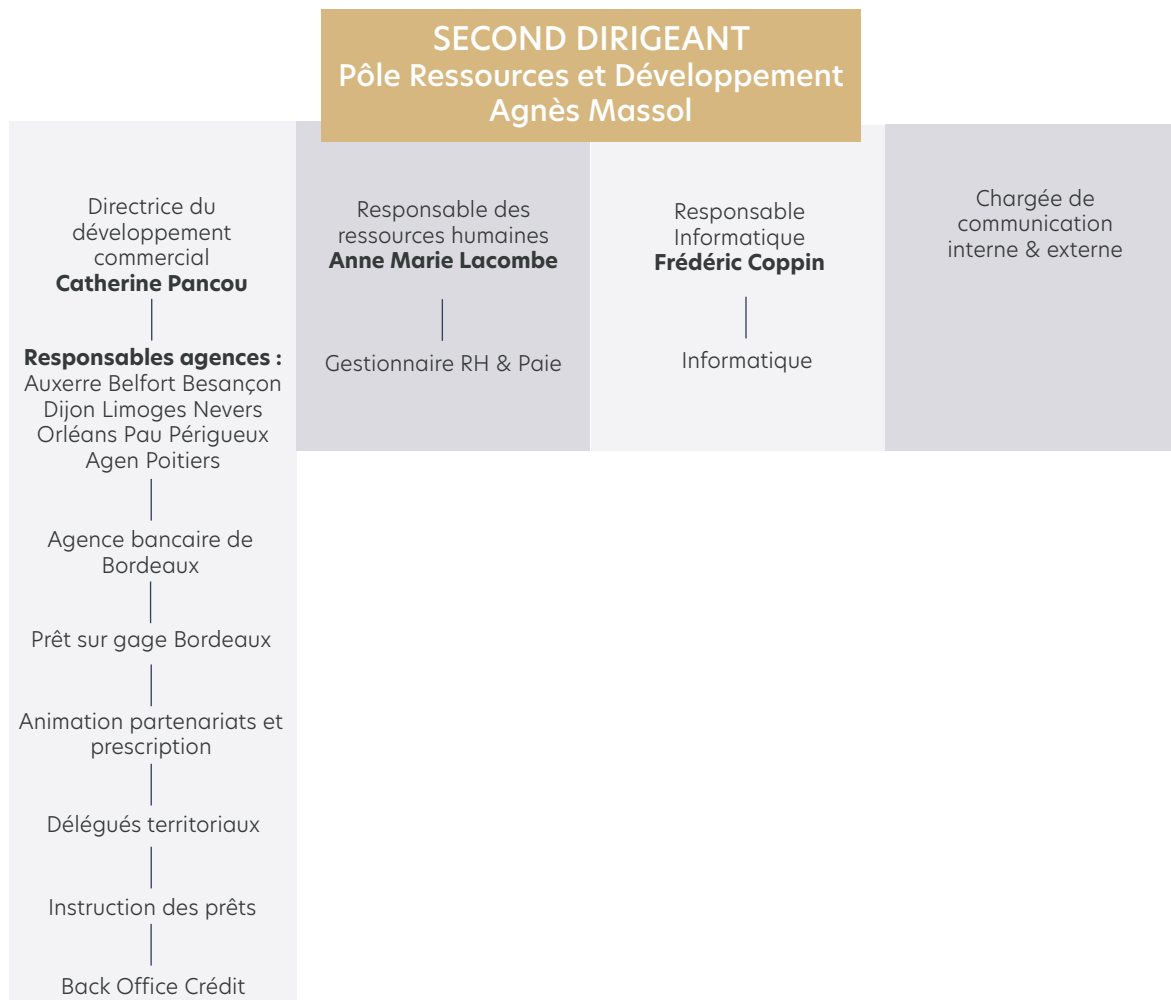 SECOND DIRIGEANT
Pôle Ressources et Développement
Agnès Massol
Directrice du
développement
commercial
Catherine Pancou
Responsables agences :
Auxerre Belfort Besançon
Dijon Limoges Nevers
Orléans Pau Périgueux
Agen Poitiers
Agence bancaire de
Bordeaux
Prêt sur gage Bordeaux
Animation partenariats et
prescription
Délégués territoriaux
Instruction des prêts
Back Office Crédit
Responsable des
ressources humaines
Anne Marie Lacombe
Gestionnaire RH & Paie
Responsable
Informatique
Frédéric Coppin
Informatique
Chargée de
communication
interne & externe